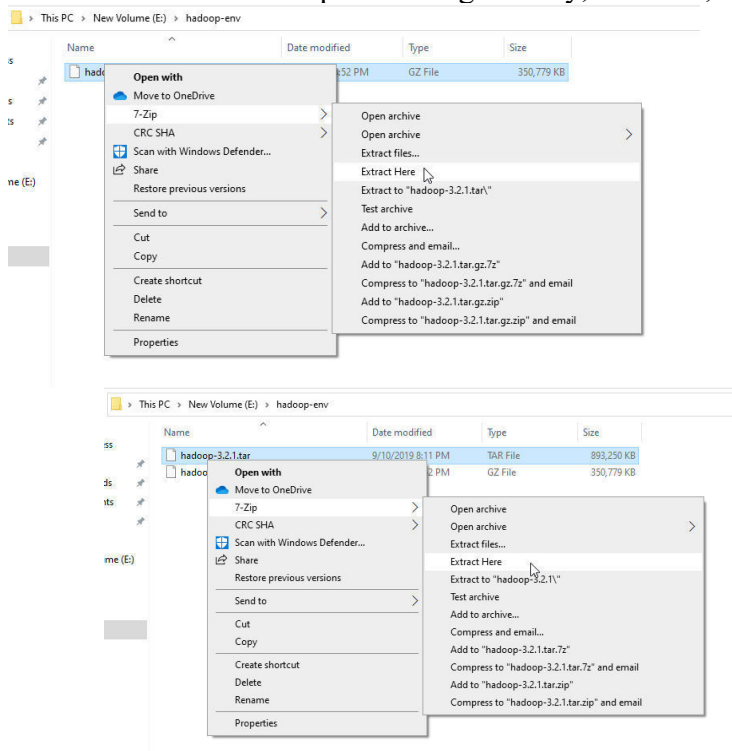 This PC > New Volume (E:) > hadoop-env
Name Date modified Type Size
:52 PM GZ File 350,779 KB
Open with
Move to OneDrive
7-Zip
CRC SHA
Scan with Windows Defender...
Share
Restore previous versions
Send to
Cut
Copy
Create shortcut
Delete
Rename
Properties
Open archive
Open archive
Extract files...
Extract Here
Extract to "hadoop-3.2.1.tar\"
Test archive
Add to archive...
Compress and email...
Add to "hadoop-3.2.1.tar.gz.7z"
Compress to "hadoop-3.2.1.tar.gz.7z" and email
Add to "hadoop-3.2.1.tar.gz.zip"
Compress to "hadoop-3.2.1.tar.gz.zip" and email
me (E:)
This PC > New Volume (E:) > hadoop-env
Name Date modified Type Size
hadoop-3.2.1.tar 9/10/2019 8:11 PM TAR File 893,250 KB
hadoo 2 PM GZ File 350,779 KB
Open with
Move to OneDrive
7-Zip
CRC SHA
Scan with Windows Defender...
Share
Restore previous versions
Send to
Cut
Copy
Create shortcut
Delete
Rename
Properties
Open archive
Open archive
Extract files...
Extract Here
Extract to "hadoop-3.2.1\"
Test archive
Add to archive...
Compress and email...
Add to "hadoop-3.2.1.tar.7z"
Compress to "hadoop-3.2.1.tar.7z" and email
Add to "hadoop-3.2.1.tar.zip"
Compress to "hadoop-3.2.1.tar.zip" and email
me (E:)